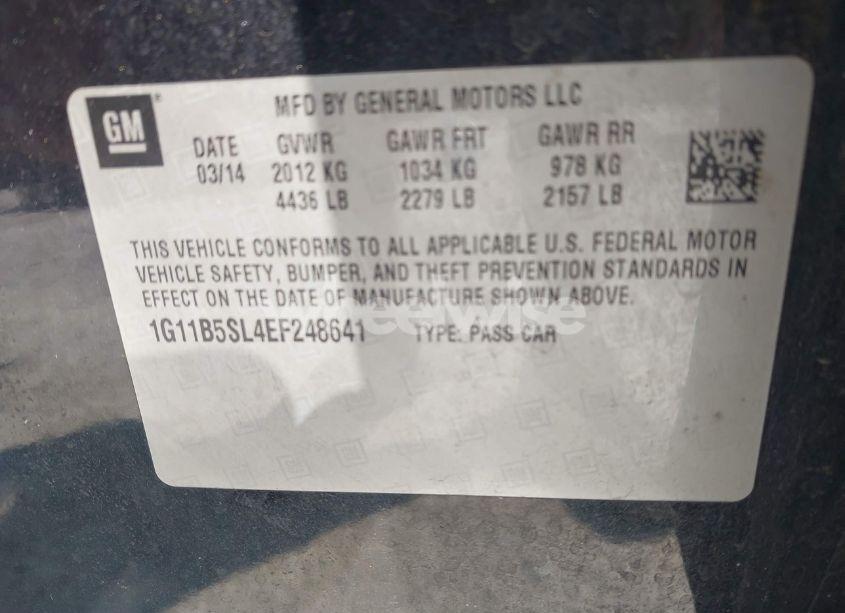 GM
MFD BY GENERAL MOTORS LLC
DATE GVWR GAWR FRT GAWR RR
03/14 2012 KG 1034 KG 978 KG
4436 LB 2279 LB 2157 LB
THIS VEHICLE CONFORMS TO ALL APPLICABLE U.S. FEDERAL MOTOR
VEHICLE SAFETY, BUMPER, AND THEFT PREVENTION STANDARDS IN
EFFECT ON THE DATE OF MANUFACTURE SHOWN ABOVE.
1G11B5SL4EF248641 TYPE: PASS CAR